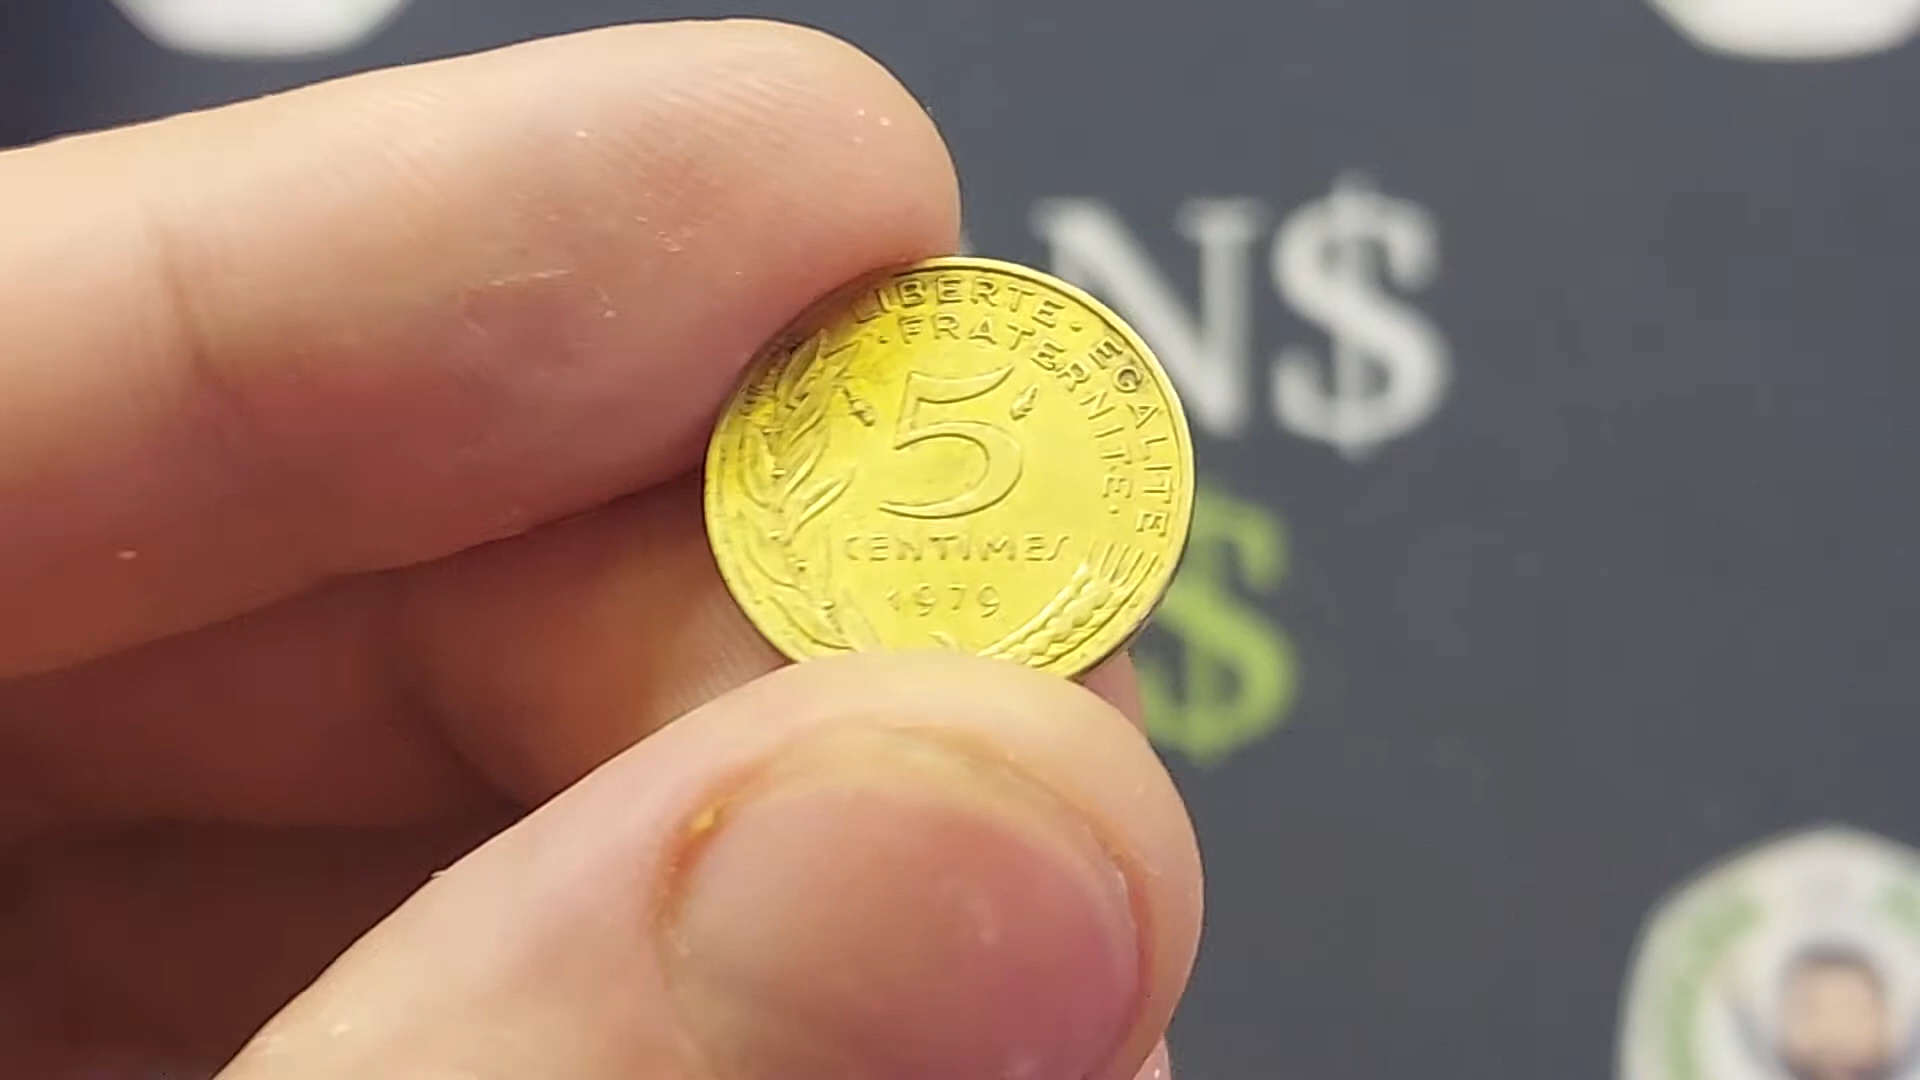 LIBERTE · EGALITE
· FRATERNITE ·
5
CENTIMES
1979
N$
$